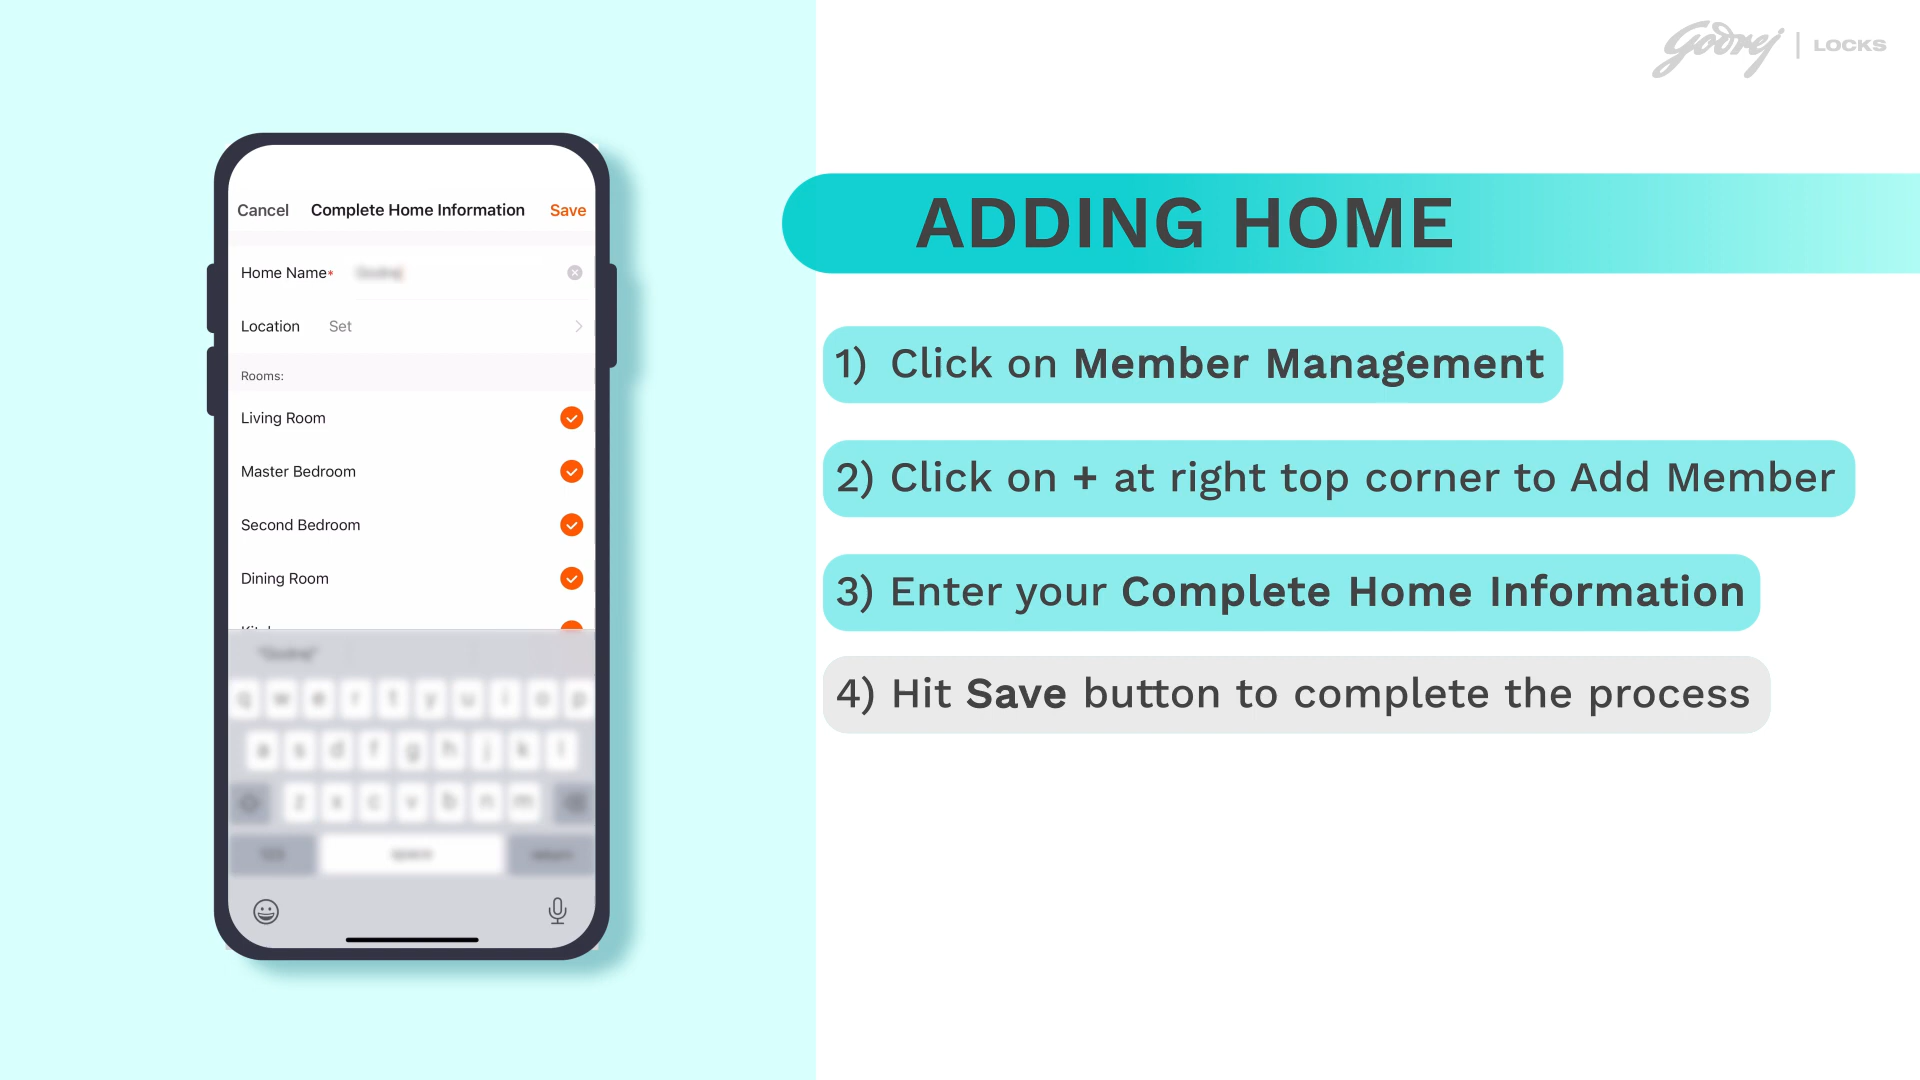 Godrej | LOCKS
Cancel Complete Home Information Save
Home Name*
Location Set
Rooms:
Living Room
Master Bedroom
Second Bedroom
Dining Room
ADDING HOME
1) Click on Member Management
2) Click on + at right top corner to Add Member
3) Enter your Complete Home Information
4) Hit Save button to complete the process